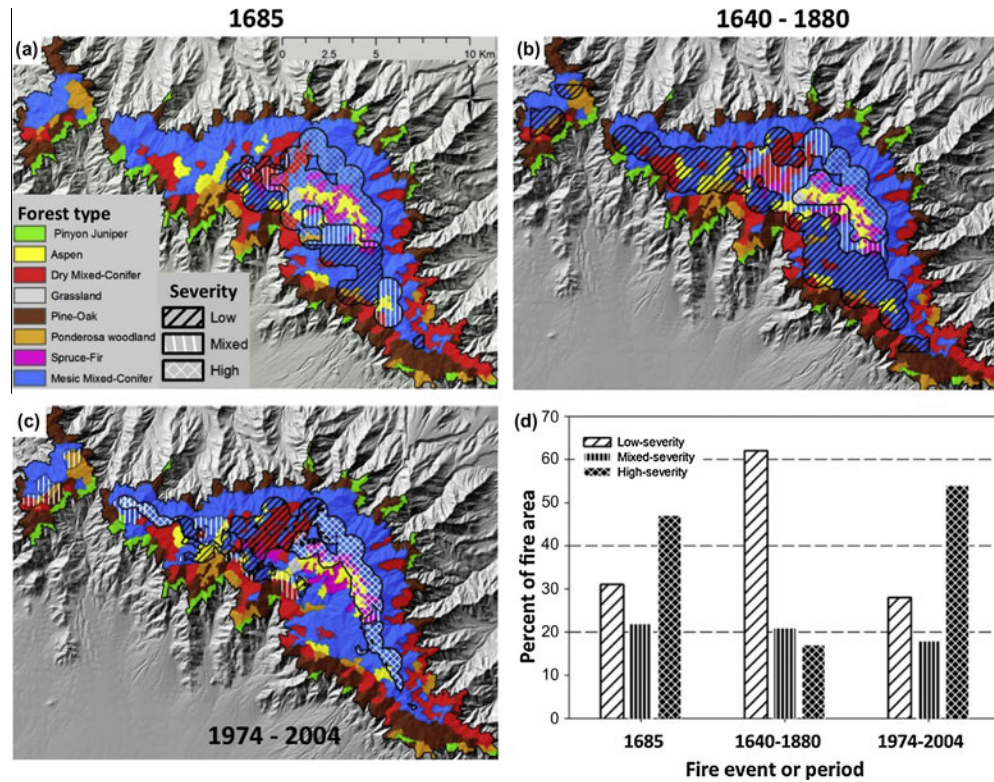 1685
1640 - 1880
(a)
0
5
10 Km
(b)
Forest type
Pinyon Juniper
Aspen
Dry Mixed-Conifer
Grassland
Pine-Oak
Ponderosa woodland
Spruce-Fir
Mesic Mixed-Conifer
Severity
Low
Mixed
High
(c)
1974 - 2004
(d)
70
60
50
40
30
20
10
0
Percent of fire area
Low-severity
Mixed-severity
High-severity
1685
1640-1880
1974-2004
Fire event or period